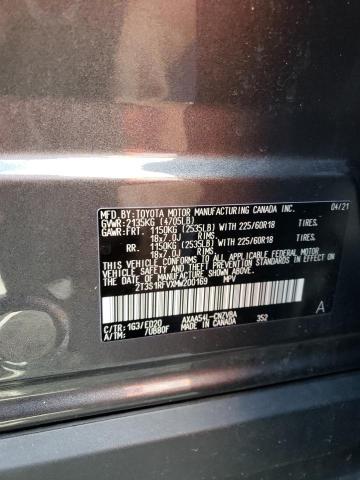 MFD.BY:TOYOTA MOTOR MANUFACTURING CANADA INC. 04/21
GVWR:2135KG (4705LB)
GAWR:FRT. 1150KG (2535LB) WITH 225/60R18 TIRES.
18x7.0J RIMS
RR. 1150KG (2535LB) WITH 225/60R18 TIRES.
18x7.0J RIMS
THIS VEHICLE CONFORMS TO ALL APPLICABLE FEDERAL
MOTOR VEHICLE SAFETY, BUMPER, AND THEFT PREVENTION
STANDARDS IN EFFECT ON THE DATE OF MANUFACTURE
SHOWN ABOVE.
2T3S1RFVXMW200169 MPV
A
C/TR: 1G3/ED20 AXAA54L-CNZVBA 352
A/TM: 70B80F MADE IN CANADA